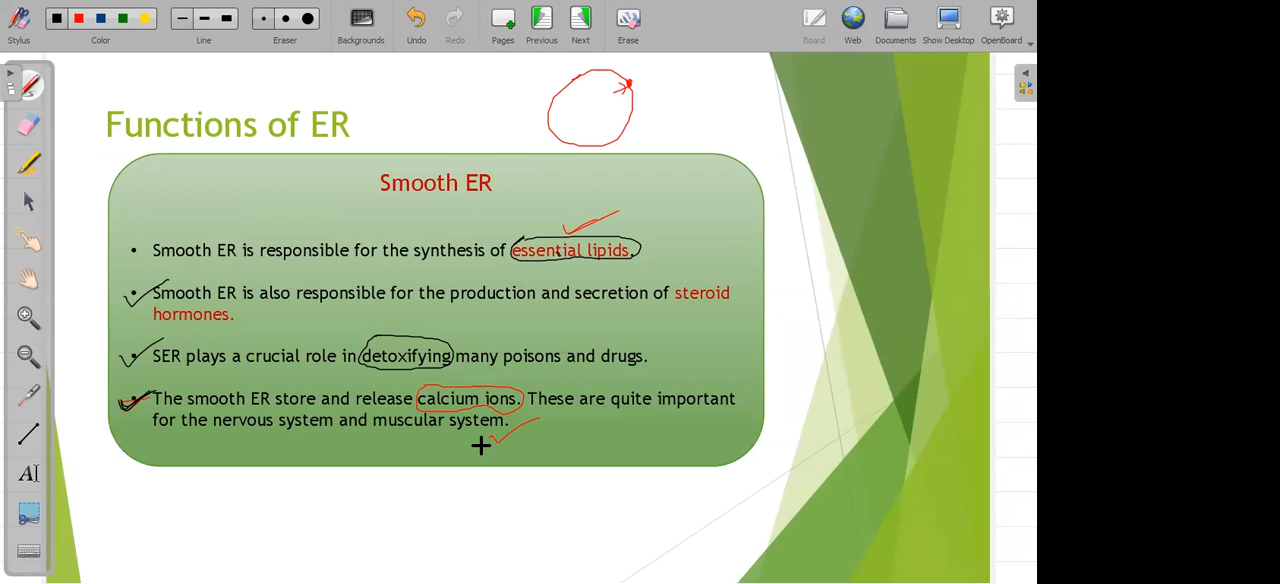 Stylus
Color
Line
Eraser
Backgrounds
Undo
Redo
Pages
Previous
Next
Erase
Board
Web
Documents
Show Desktop
OpenBoard
Functions of ER
Smooth ER
• Smooth ER is responsible for the synthesis of essential lipids.
• Smooth ER is also responsible for the production and secretion of steroid
hormones.
• SER plays a crucial role in detoxifying many poisons and drugs.
• The smooth ER store and release calcium ions. These are quite important
for the nervous system and muscular system.
AI